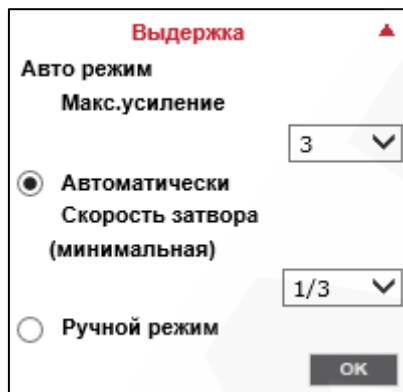 Выдержка
Авто режим
Макс.усиление
3
Автоматически
Скорость затвора
(минимальная)
1/3
Ручной режим
OK